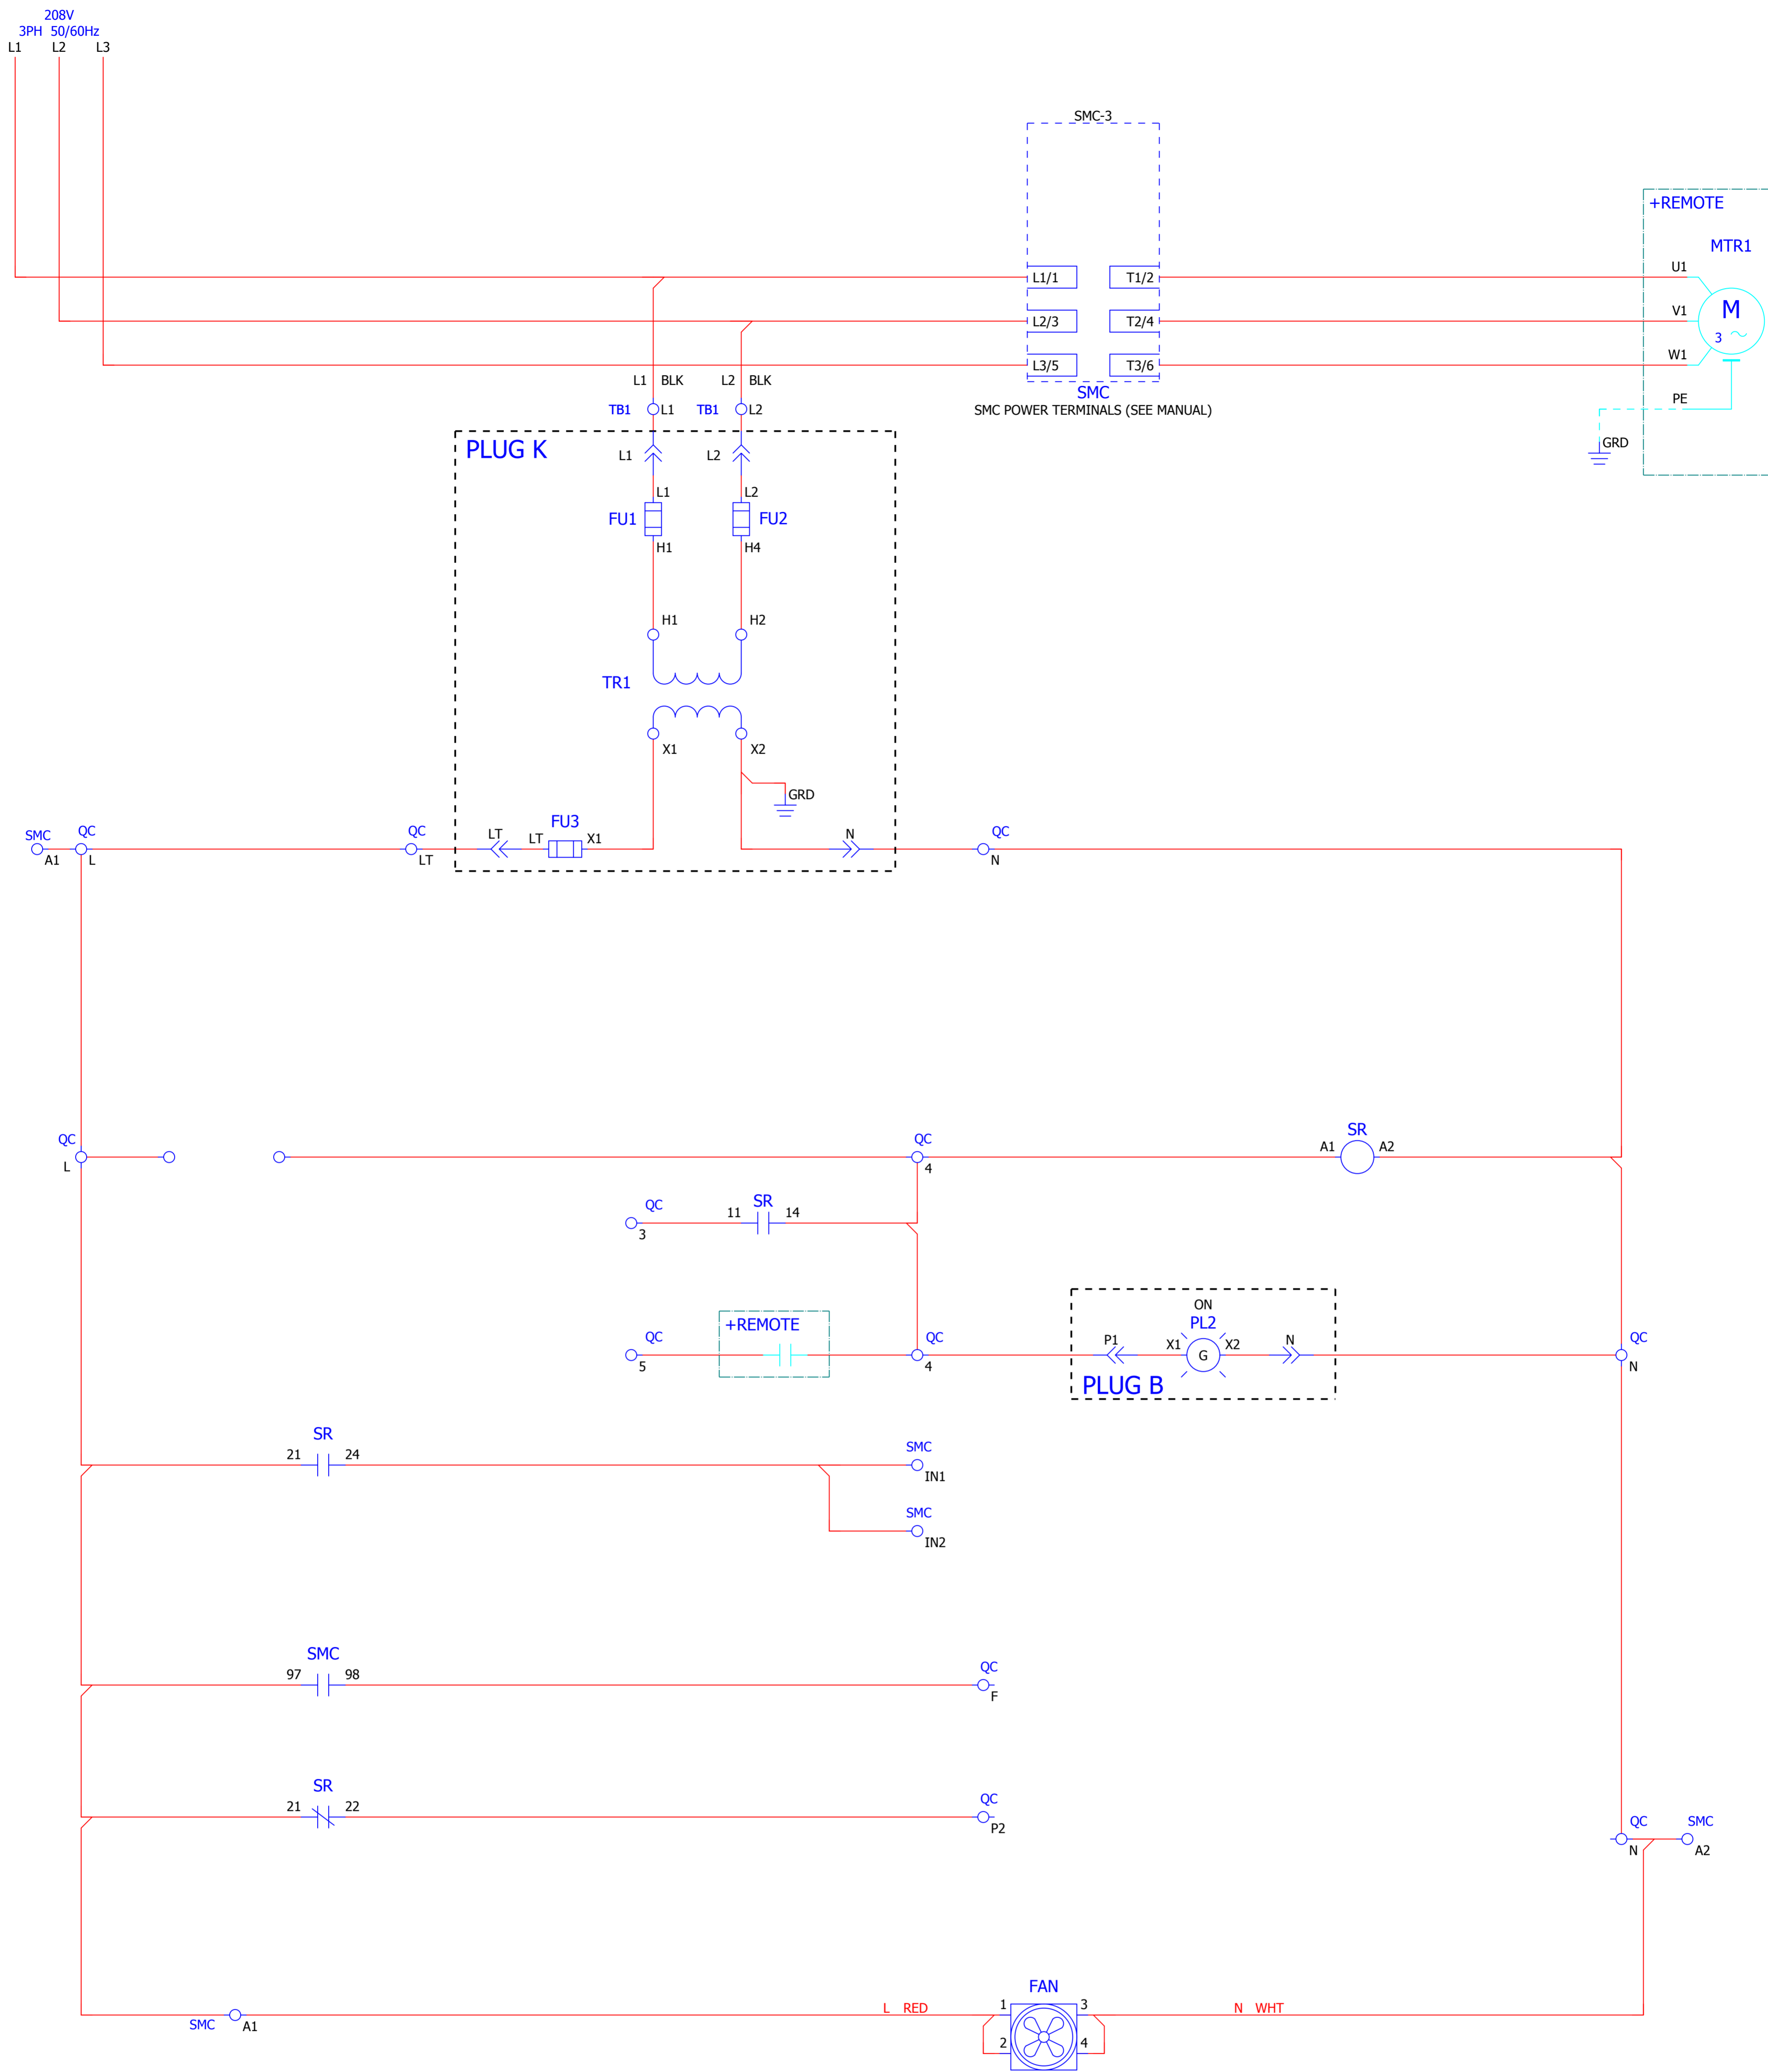 208V
3PH 50/60Hz
L1 L2 L3
SMC-3
+REMOTE
MTR1
L1/1 T1/2 U1
L2/3 T2/4 V1
M
3
L3/5 T3/6 W1
L1 BLK L2 BLK
SMC
PE
TB1 L1 TB1 L2
SMC POWER TERMINALS (SEE MANUAL)
GRD
PLUG K
L1 L2
L1 L2
FU1 FU2
H1 H4
H1 H2
TR1
X1 X2
GRD
FU3
SMC QC QC LT LT X1 N QC
A1 L LT N
QC QC SR
A1 A2
L 4
QC SR
11 14
3
ON
+REMOTE PL2
QC QC P1 X1 G X2 N QC
5 4 N
PLUG B
SR
21 24 SMC
IN1
SMC
IN2
SMC
97 98 QC
F
SR
21 22 QC
P2
QC SMC
N A2
FAN
L RED 1 3 N WHT
SMC A1
2 4